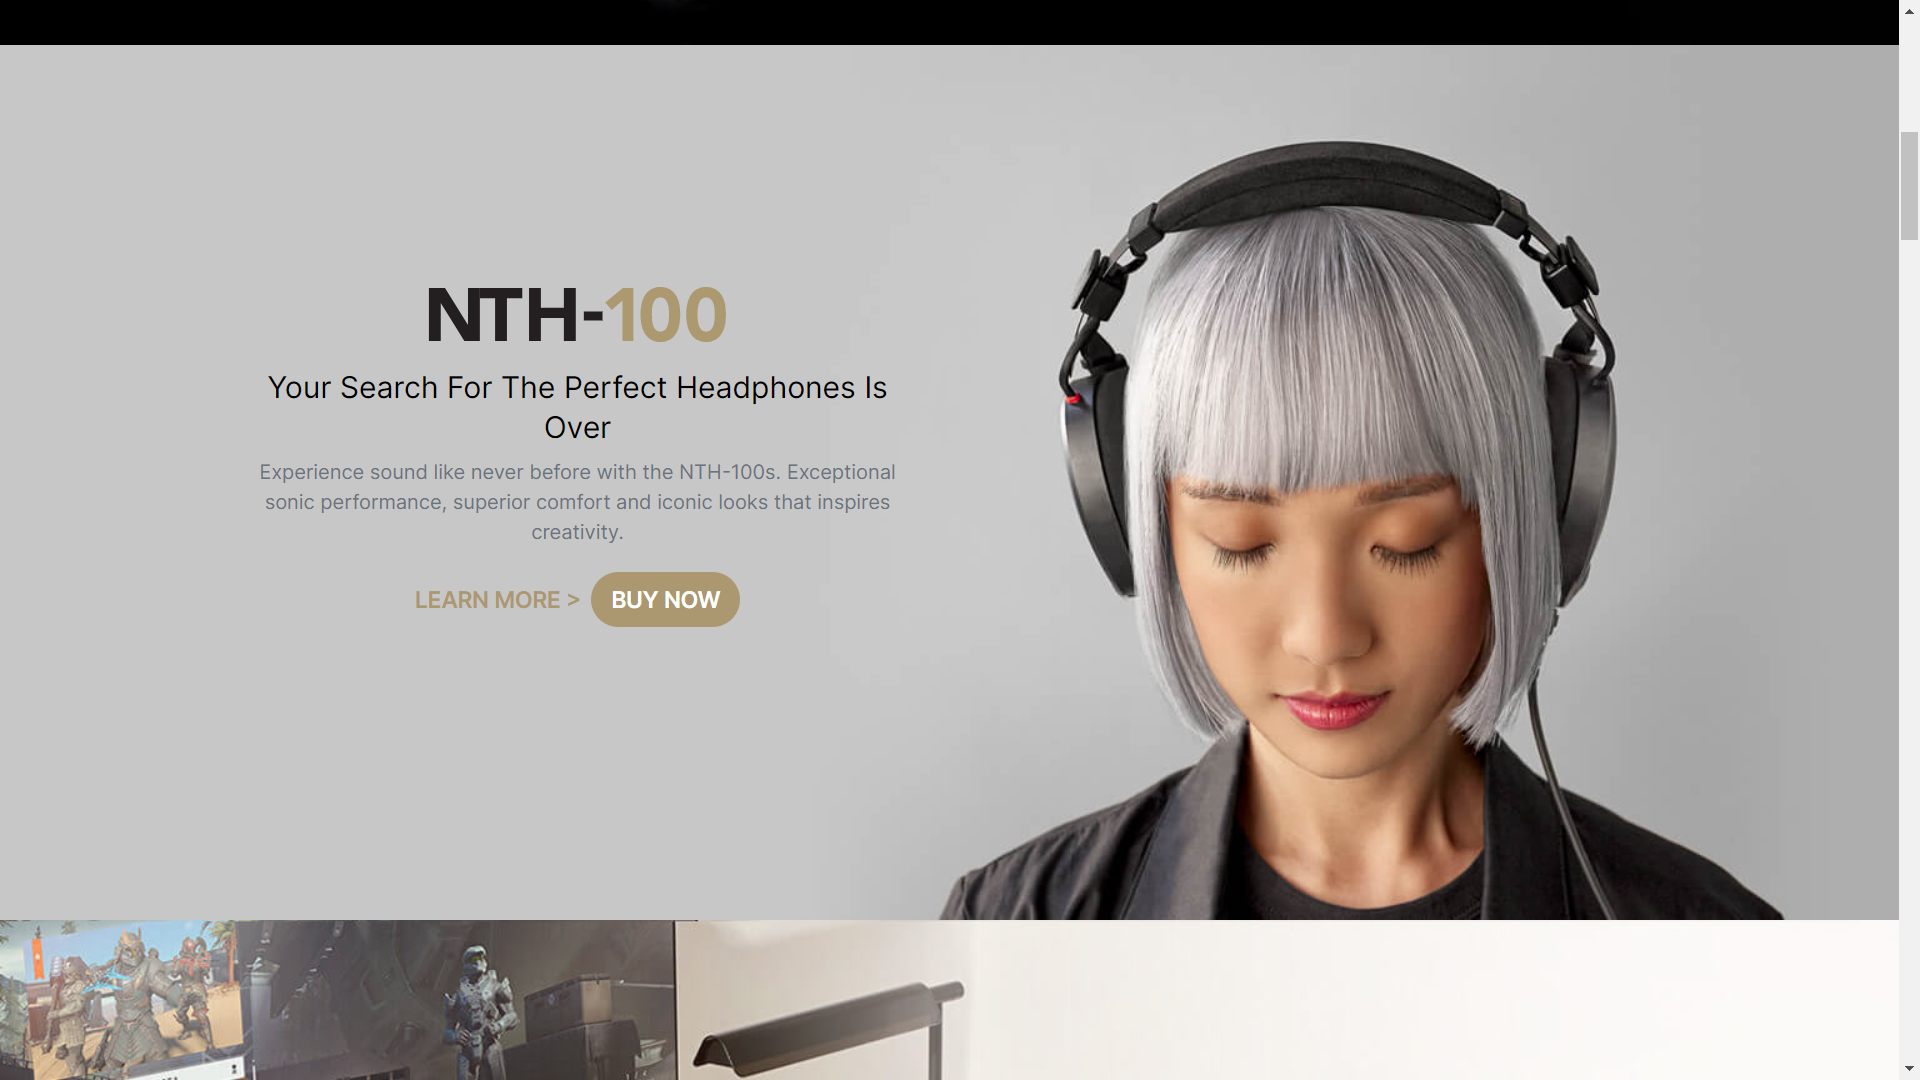 NTH-100
Your Search For The Perfect Headphones Is
Over
Experience sound like never before with the NTH-100s. Exceptional
sonic performance, superior comfort and iconic looks that inspires
creativity.
LEARN MORE > BUY NOW